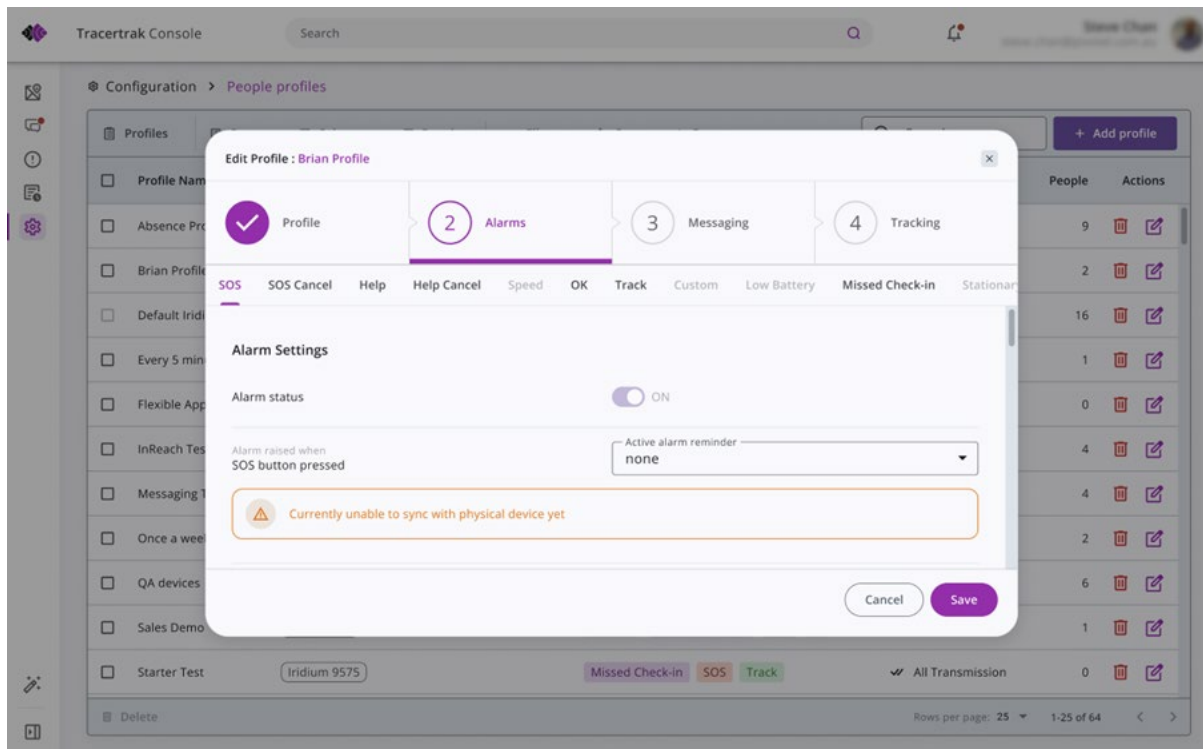 Tracertrak Console
Search
Configuration > People profiles
Profiles
+ Add profile
Profile Nam
People
Actions
Absence Pro
9
Brian Profile
2
Default Iridi
16
Every 5 min
1
Flexible App
0
InReach Tes
4
Messaging T
4
Once a wee
2
QA devices
6
Sales Demo
1
Starter Test
Iridium 9575
Missed Check-in
SOS
Track
All Transmission
0
Delete
Rows per page: 25
1-25 of 64
Edit Profile : Brian Profile
Profile
2 Alarms
3 Messaging
4 Tracking
SOS
SOS Cancel
Help
Help Cancel
Speed
OK
Track
Custom
Low Battery
Missed Check-in
Stationar
Alarm Settings
Alarm status
ON
Alarm raised when
SOS button pressed
Active alarm reminder
none
Currently unable to sync with physical device yet
Cancel
Save